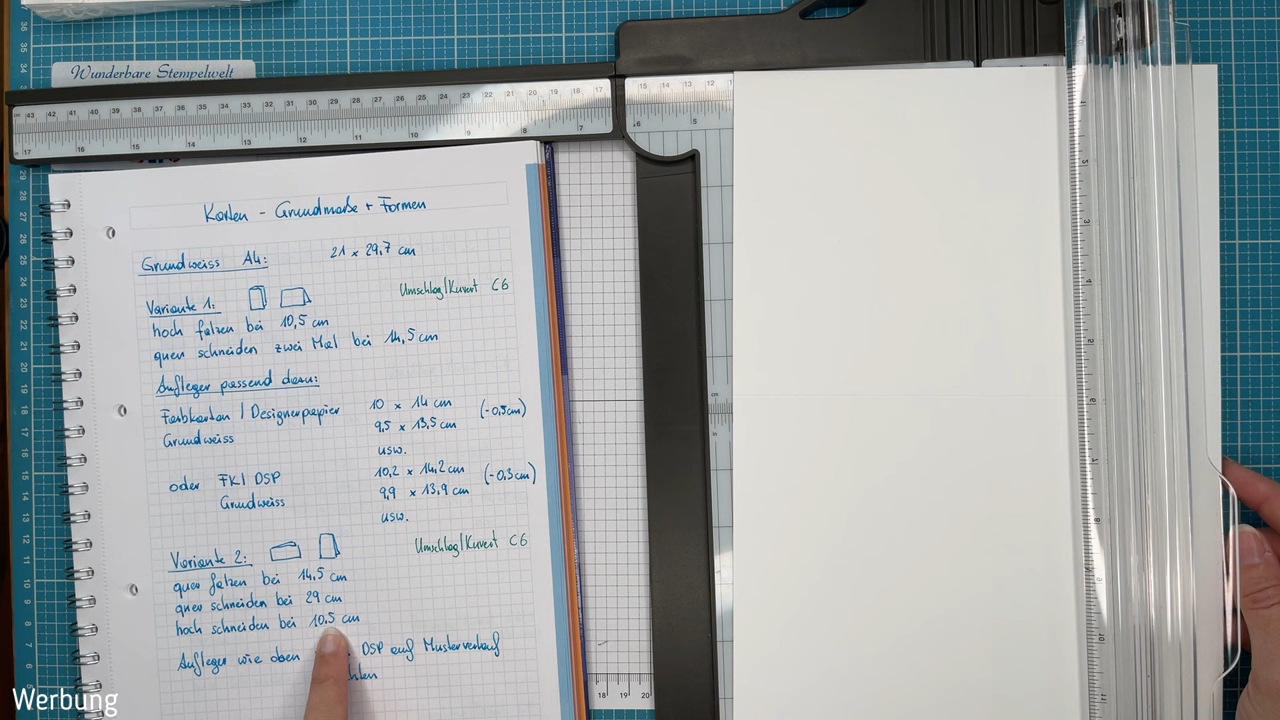 Wunderbare Stempelwelt
Karten - Grundmaße + Formen
Grundweiss A4: 21 x 29,7 cm
Variante 1: Umschlag/Kuvert C6
hoch falzen bei 10,5 cm
quer schneiden zwei Mal bei 14,5 cm
Aufleger passend dazu:
Farbkarton / Designerpapier 10 x 14 cm (-0,5cm)
Grundweiss 9,5 x 13,5 cm
usw.
oder FK/DSP 10,2 x 14,2 cm (-0,3cm)
Grundweiss 9,9 x 13,9 cm
usw.
Variante 2: Umschlag/Kuvert C6
quer falzen bei 14,5 cm
quer schneiden bei 29 cm
hoch schneiden bei 10,5 cm
Aufleger wie oben DSP auf Musterverlauf
Werbung